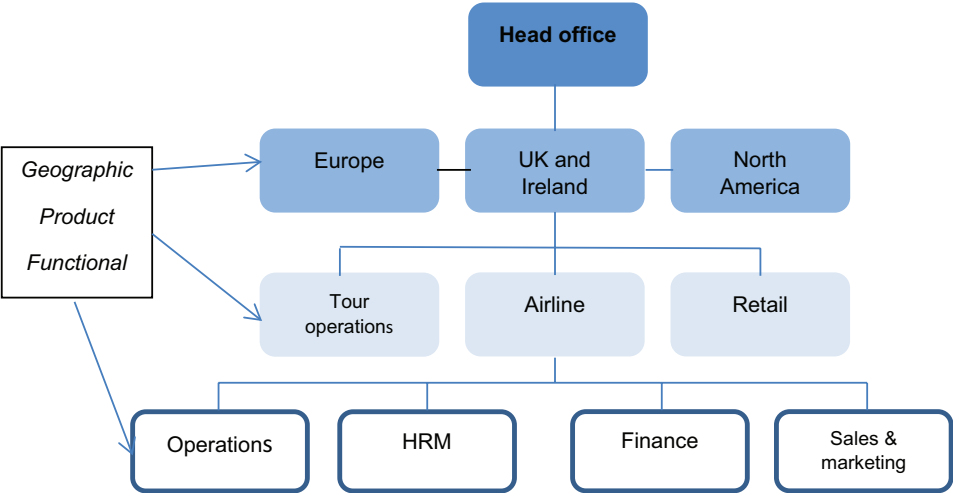 Head office
Europe
UK and
Ireland
North
America
Geographic
Product
Functional
Tour
operations
Airline
Retail
Operations
HRM
Finance
Sales &
marketing